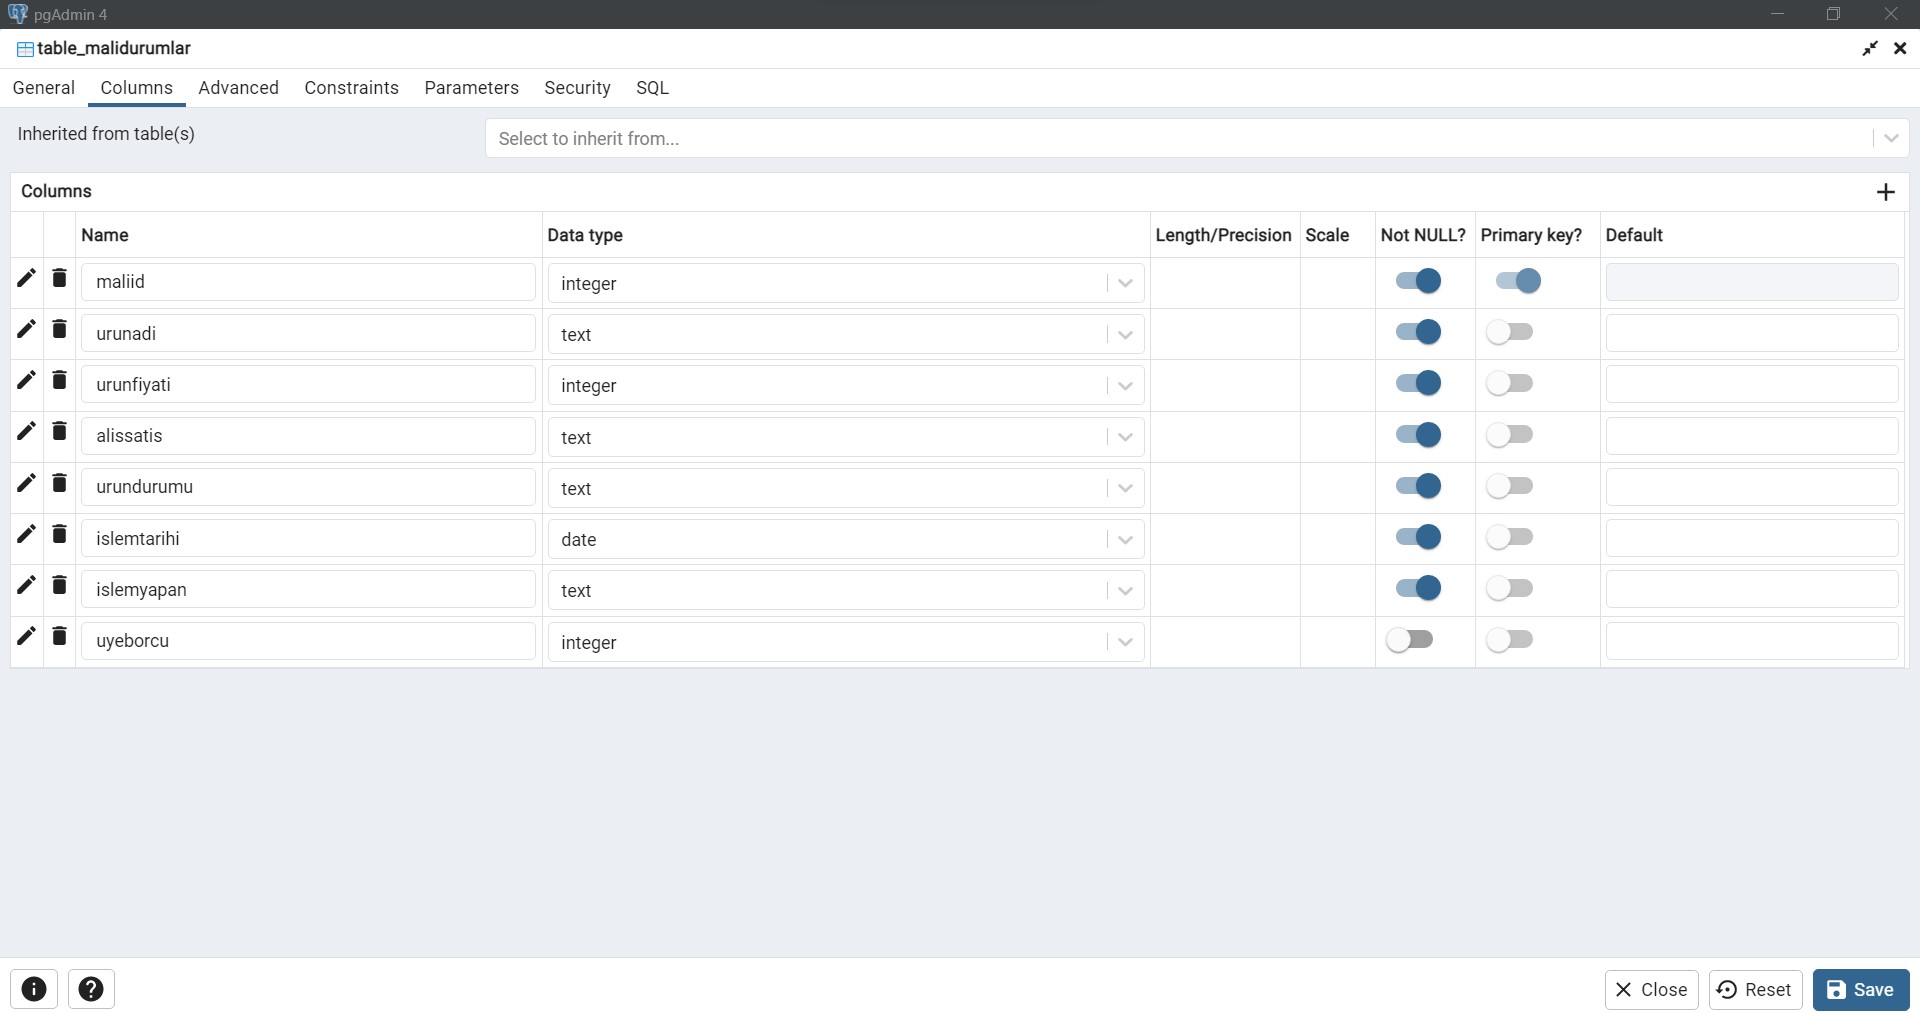 pgAdmin 4
table_malidurumlar
General Columns Advanced Constraints Parameters Security SQL
Inherited from table(s) Select to inherit from...
Columns
Name Data type Length/Precision Scale Not NULL? Primary key? Default
maliid integer
urunadi text
urunfiyati integer
alissatis text
urundurumu text
islemtarihi date
islemyapan text
uyeborcu integer
Close Reset Save